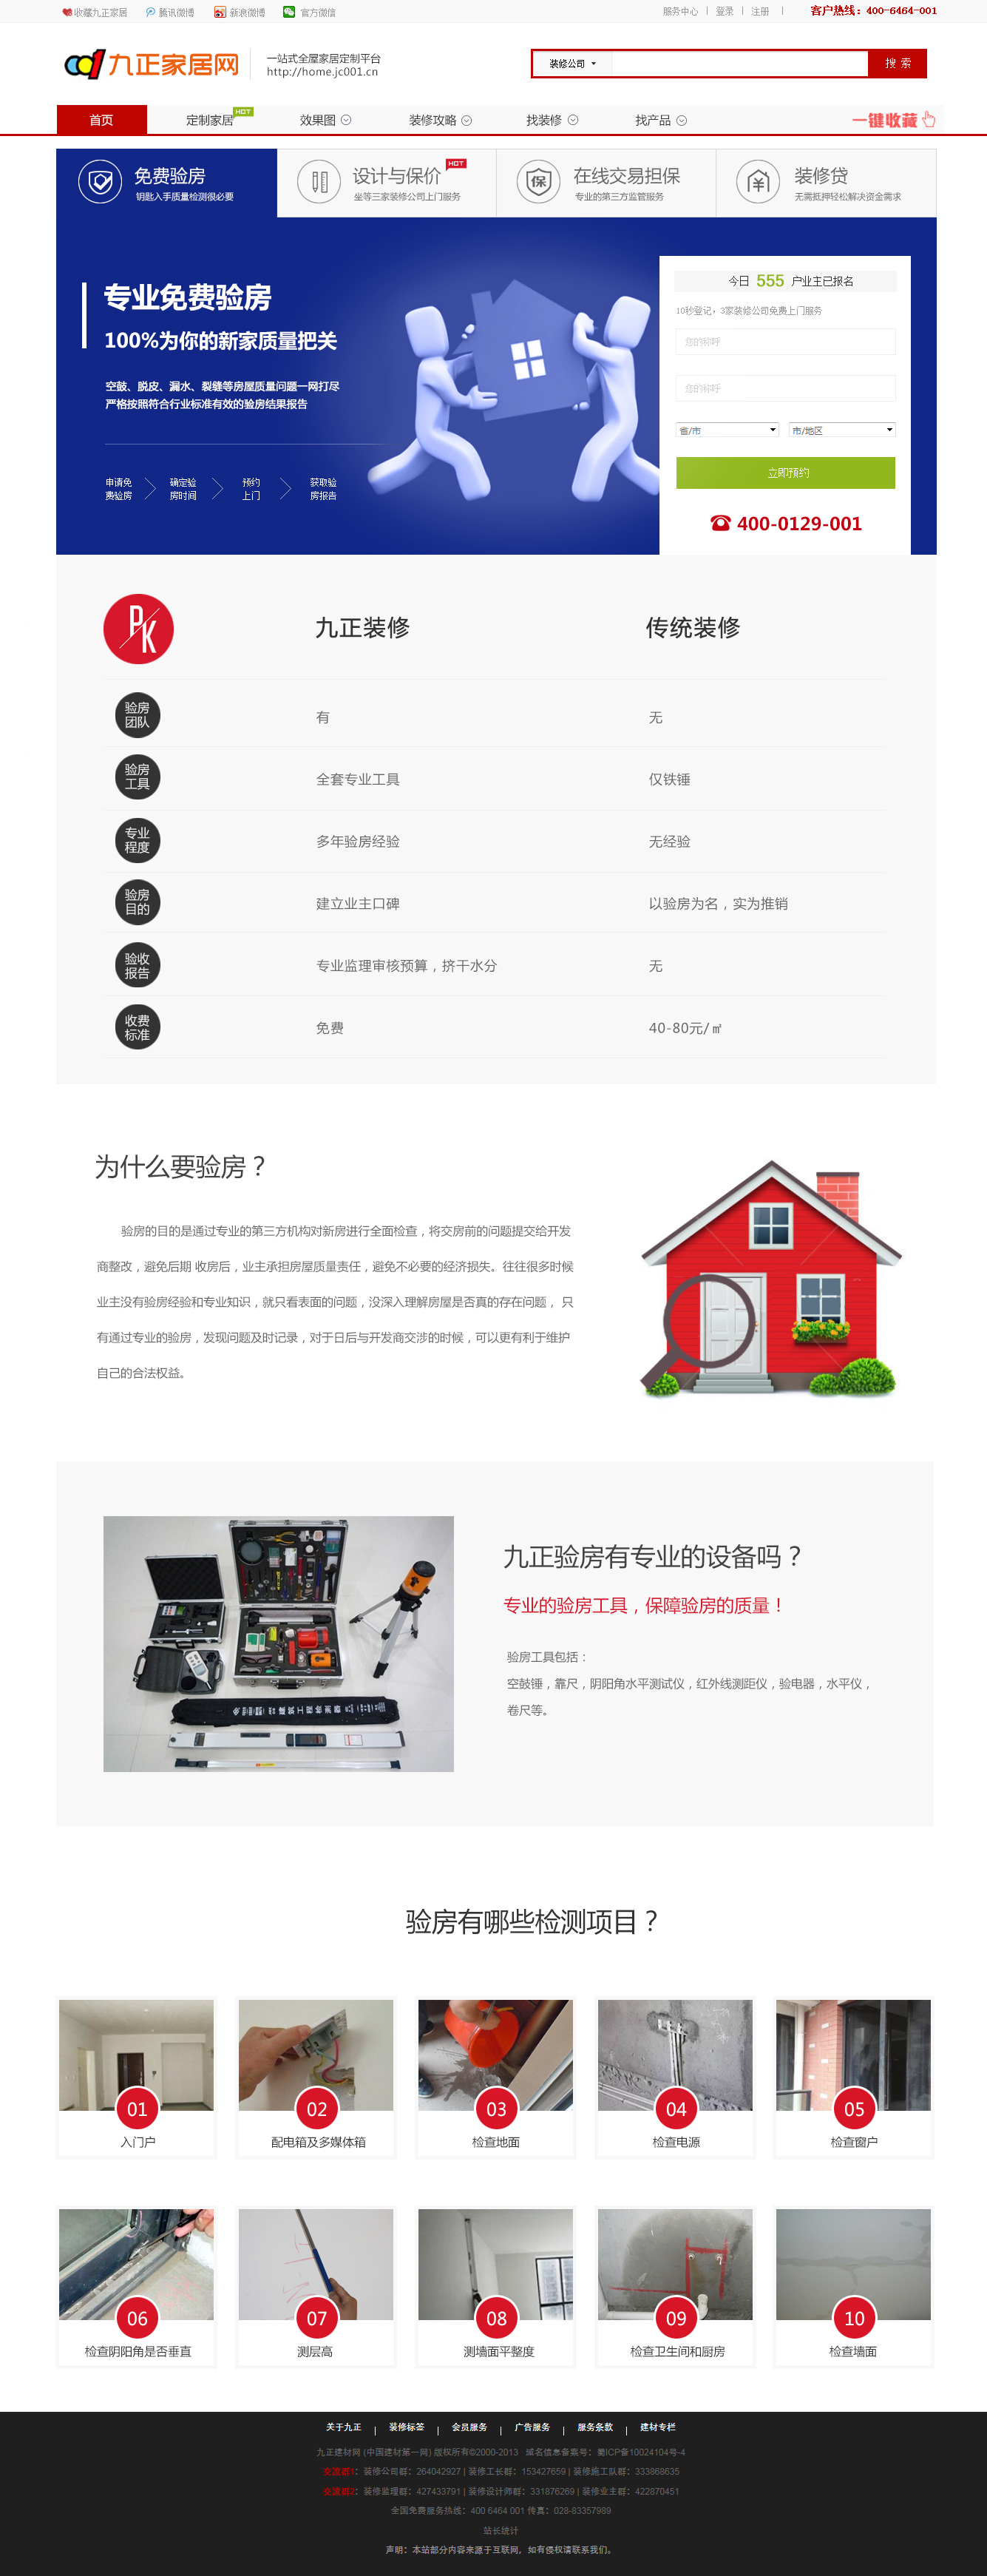 收藏九正家居 腾讯微博 新浪微博 官方微信 服务中心 | 登录 | 注册 | 客户热线：400-6464-001
九正家居网 一站式全屋家居定制平台
http://home.jc001.cn
装修公司 搜 索
首页 定制家居 HOT 效果图 装修攻略 找装修 找产品 一键收藏
免费验房 设计与保价 HOT 在线交易担保 装修贷
钥匙入手质量检测很必要 坐等三家装修公司上门服务 保 专业的第三方监管服务 无需抵押轻松解决资金需求
专业免费验房
100%为你的新家质量把关
空鼓、脱皮、漏水、裂缝等房屋质量问题一网打尽
严格按照符合行业标准有效的验房结果报告
申请免 确定验 预约 获取验
费验房 房时间 上门 房报告
今日 555 户业主已报名
10秒登记，3家装修公司免费上门服务
您的称呼
您的称呼
省/市 市/地区
立即预约
400-0129-001
PK 九正装修 传统装修
验房
团队 有 无
验房
工具 全套专业工具 仅铁锤
专业
程度 多年验房经验 无经验
验房
目的 建立业主口碑 以验房为名，实为推销
验收
报告 专业监理审核预算，挤干水分 无
收费
标准 免费 40-80元/㎡
为什么要验房？
验房的目的是通过专业的第三方机构对新房进行全面检查，将交房前的问题提交给开发
商整改，避免后期 收房后，业主承担房屋质量责任，避免不必要的经济损失。往往很多时候
业主没有验房经验和专业知识，就只看表面的问题，没深入理解房屋是否真的存在问题， 只
有通过专业的验房，发现问题及时记录，对于日后与开发商交涉的时候，可以更有利于维护
自己的合法权益。
九正验房有专业的设备吗？
专业的验房工具，保障验房的质量！
验房工具包括：
空鼓锤，靠尺，阴阳角水平测试仪，红外线测距仪，验电器，水平仪，
卷尺等。
验房有哪些检测项目？
01 02 03 04 05
入门户 配电箱及多媒体箱 检查地面 检查电源 检查窗户
06 07 08 09 10
检查阴阳角是否垂直 测层高 测墙面平整度 检查卫生间和厨房 检查墙面
关于九正 | 装修标签 | 会员服务 | 广告服务 | 服务条款 | 建材专栏
九正建材网 (中国建材第一网) 版权所有©2000-2013 域名信息备案号：蜀ICP备10024104号-4
交流群1：装修公司群：264042927 | 装修工长群：153427659 | 装修施工队群：333868635
交流群2：装修监理群：427433791 | 装修设计师群：331876269 | 装修业主群：422870451
全国免费服务热线：400 6464 001 传真：028-83357989
站长统计
声明：本站部分内容来源于互联网，如有侵权请联系我们。